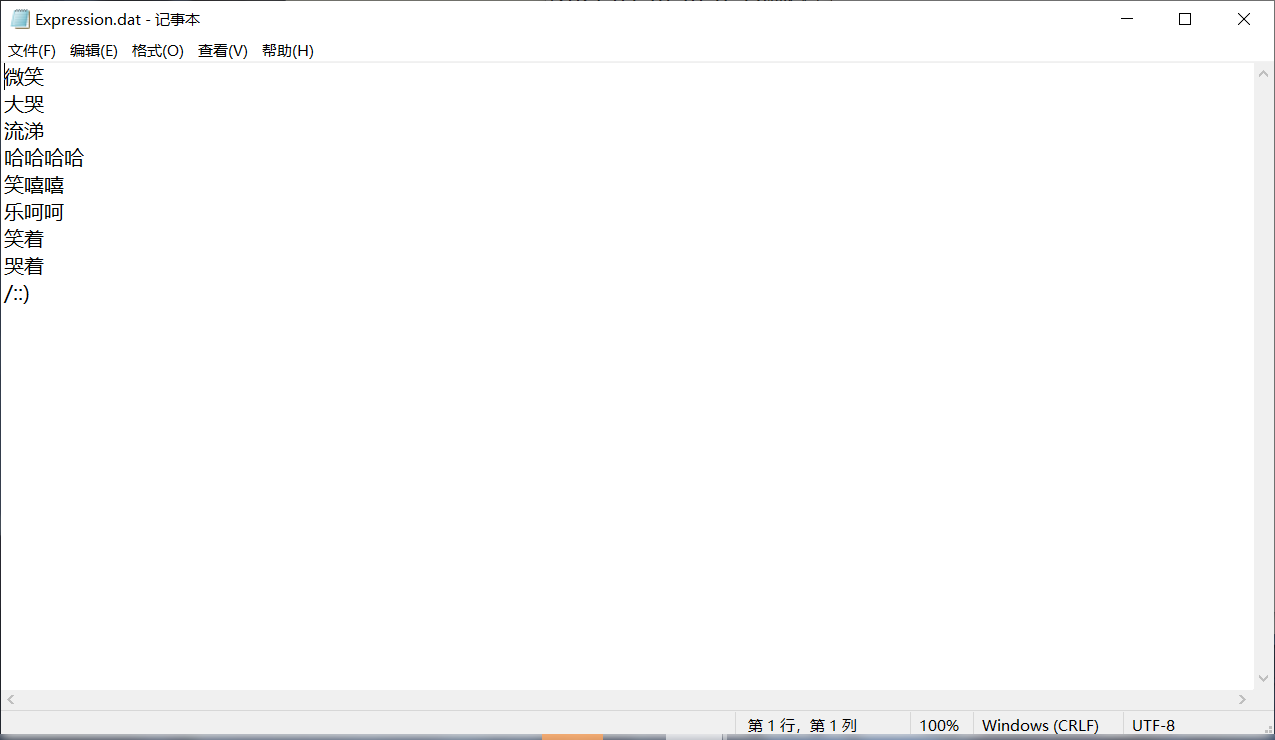 Expression.dat - 记事本
文件(F) 编辑(E) 格式(O) 查看(V) 帮助(H)
微笑
大哭
流涕
哈哈哈哈
笑嘻嘻
乐呵呵
笑着
哭着
/::)
第 1 行，第 1 列 100% Windows (CRLF) UTF-8